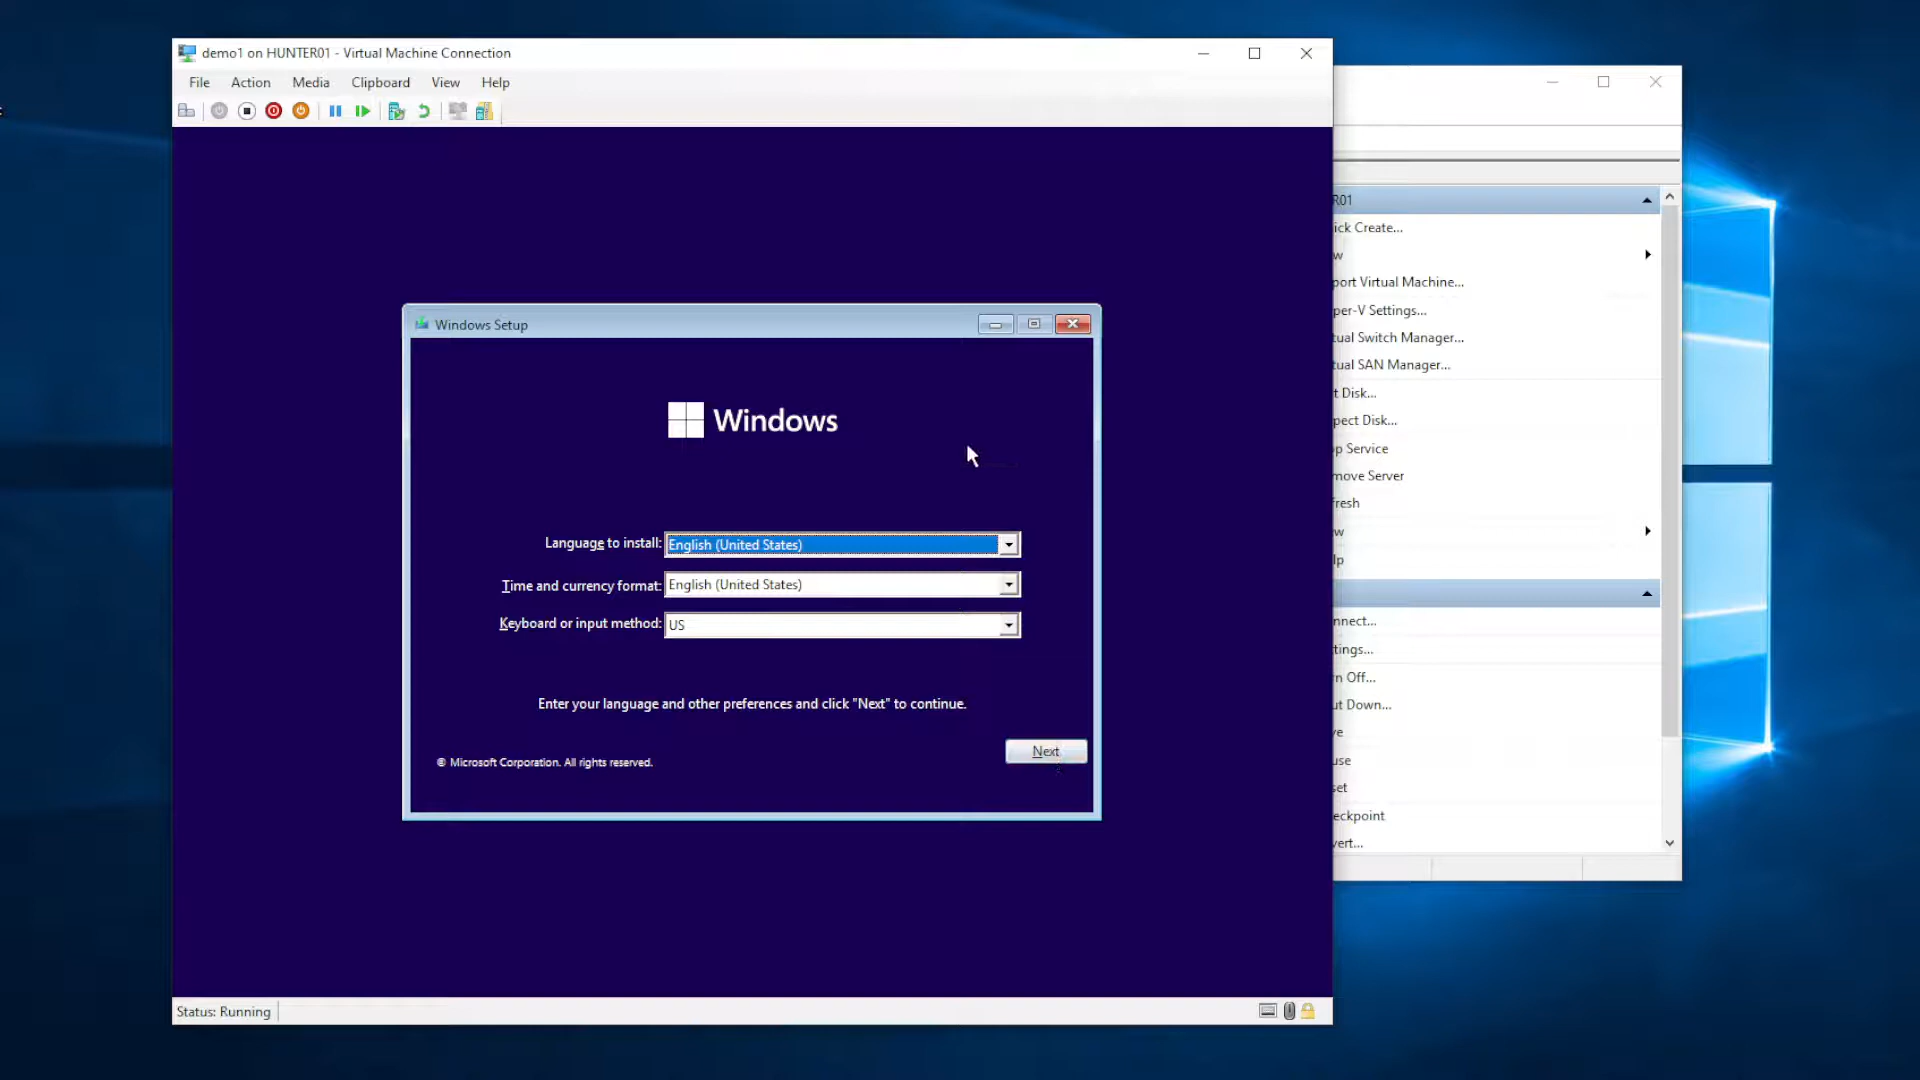 demo1 on HUNTER01 - Virtual Machine Connection
File Action Media Clipboard View Help
Windows Setup
Windows
Language to install: English (United States)
Time and currency format: English (United States)
Keyboard or input method: US
Enter your language and other preferences and click "Next" to continue.
Next
© Microsoft Corporation. All rights reserved.
Status: Running
R01
ick Create...
w
port Virtual Machine...
per-V Settings...
tual Switch Manager...
tual SAN Manager...
t Disk...
pect Disk...
p Service
move Server
fresh
w
lp
nnect...
tings...
n Off...
ut Down...
ve
use
set
eckpoint
vert...